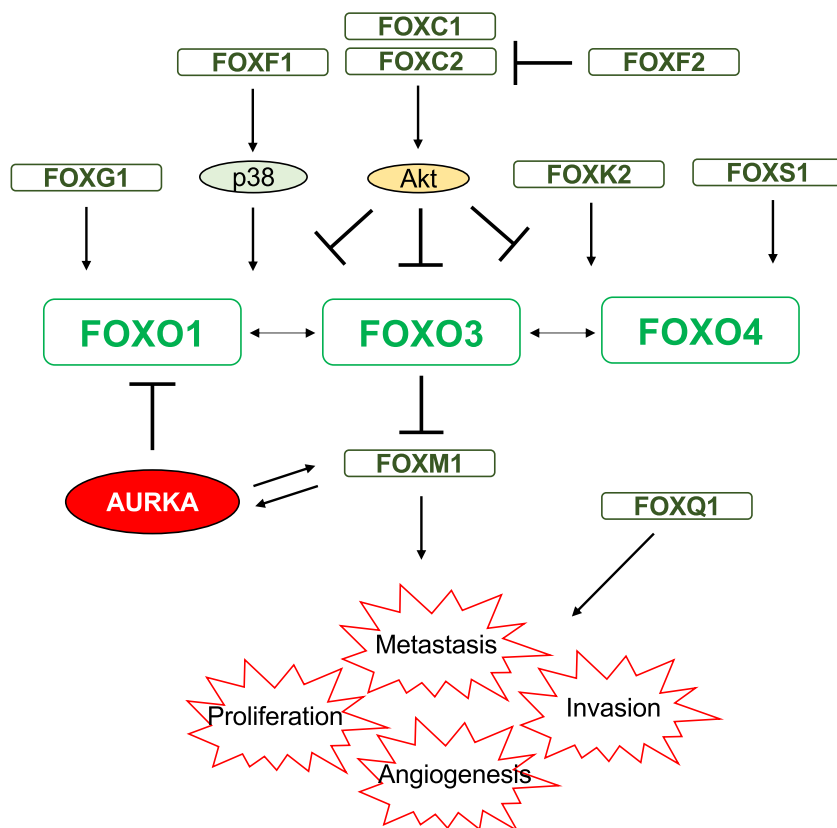 FOXC1
FOXF1
FOXC2
FOXF2
FOXG1
p38
Akt
FOXK2
FOXS1
FOXO1
FOXO3
FOXO4
FOXM1
AURKA
FOXQ1
Metastasis
Proliferation
Invasion
Angiogenesis